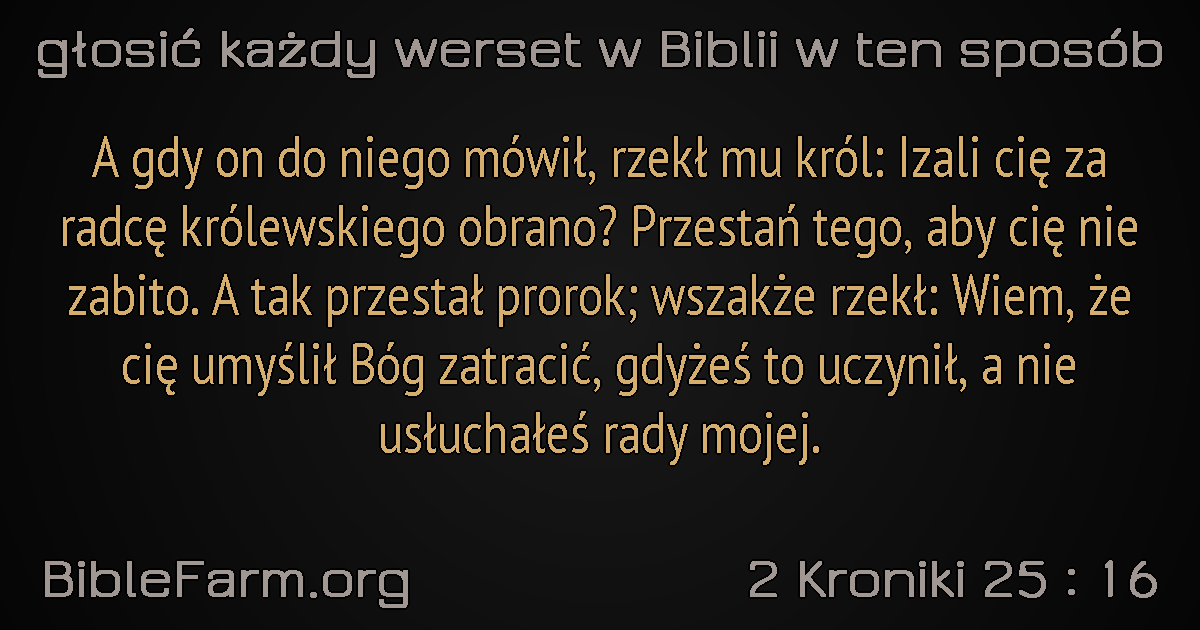 głosić każdy werset w Biblii w ten sposób
A gdy on do niego mówił, rzekł mu król: Izali cię za
radcę królewskiego obrano? Przestań tego, aby cię nie
zabito. A tak przestał prorok; wszakże rzekł: Wiem, że
cię umyślił Bóg zatracić, gdyżeś to uczynił, a nie
usłuchałeś rady mojej.
BibleFarm.org
2 Kroniki 25 : 16